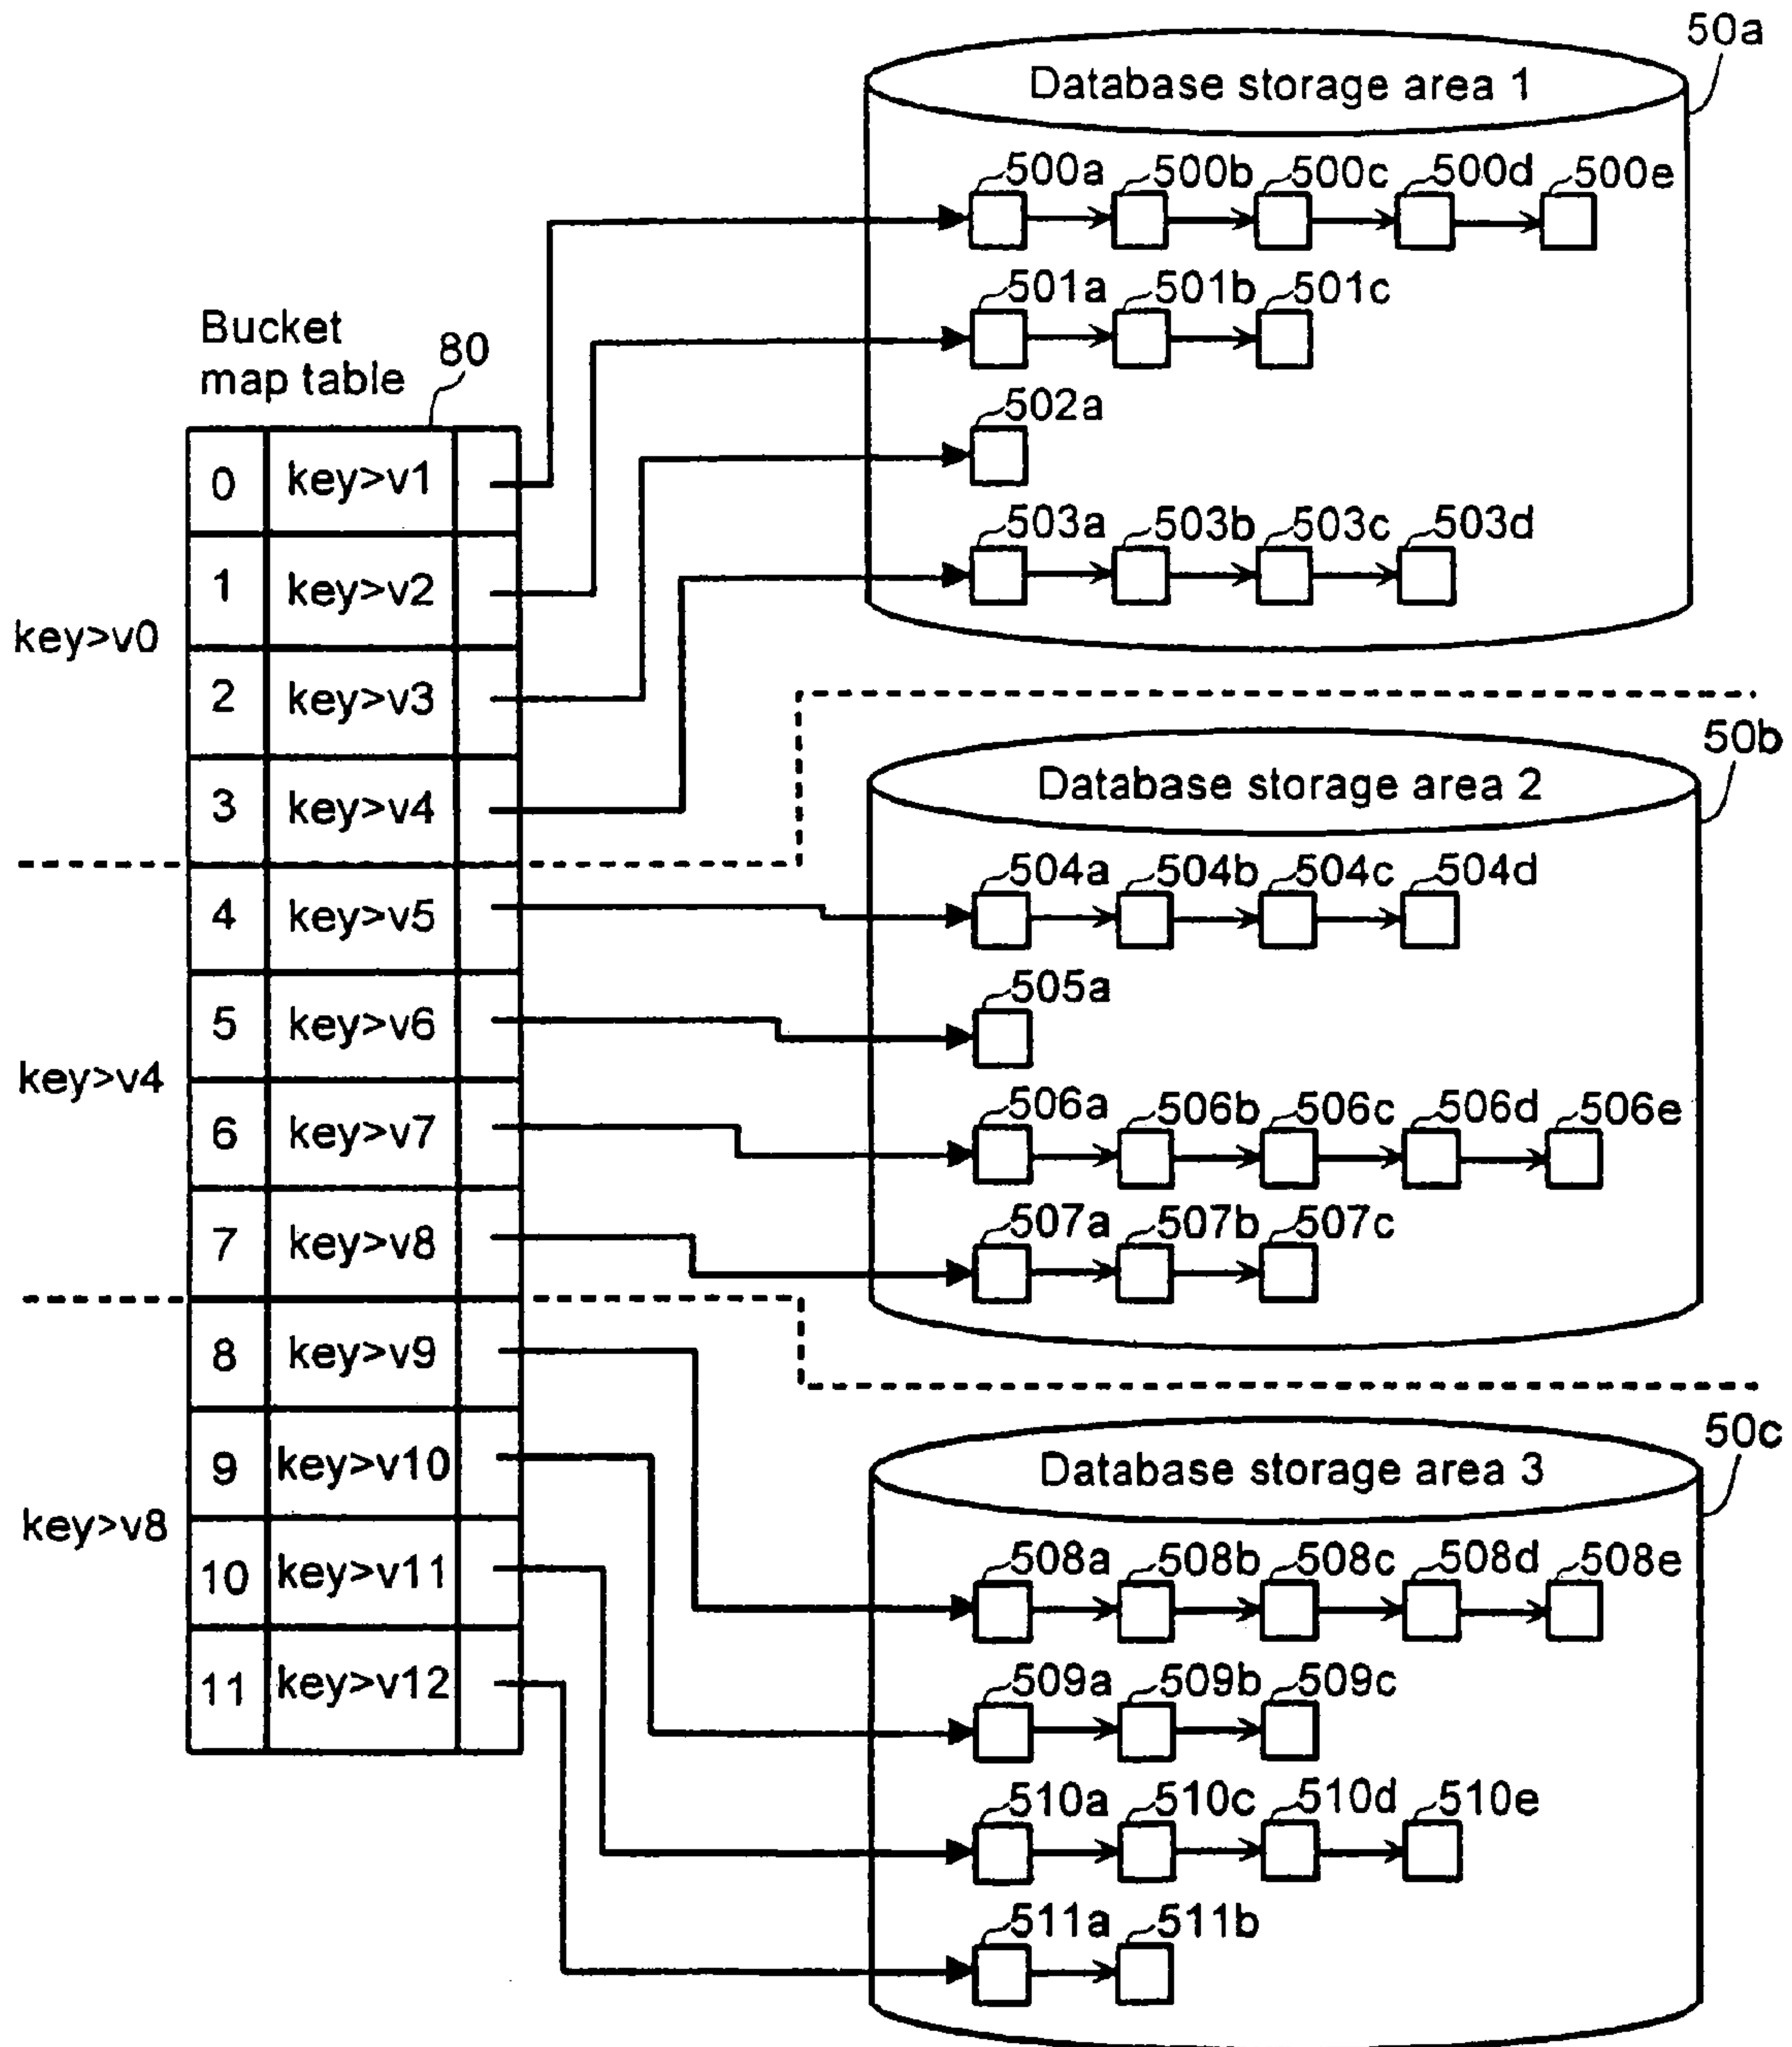 50a
Database storage area 1
500a 500b 500c 500d 500e
501a 501b 501c
502a
503a 503b 503c 503d
Bucket
map table
80
0 key>v1
1 key>v2
2 key>v3
3 key>v4
key>v0
50b
Database storage area 2
504a 504b 504c 504d
505a
506a 506b 506c 506d 506e
507a 507b 507c
4 key>v5
5 key>v6
6 key>v7
7 key>v8
key>v4
50c
Database storage area 3
508a 508b 508c 508d 508e
509a 509b 509c
510a 510c 510d 510e
511a 511b
8 key>v9
9 key>v10
10 key>v11
11 key>v12
key>v8